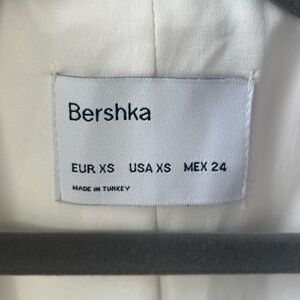 Bershka
EUR XS USA XS MEX 24
MADE IN TURKEY